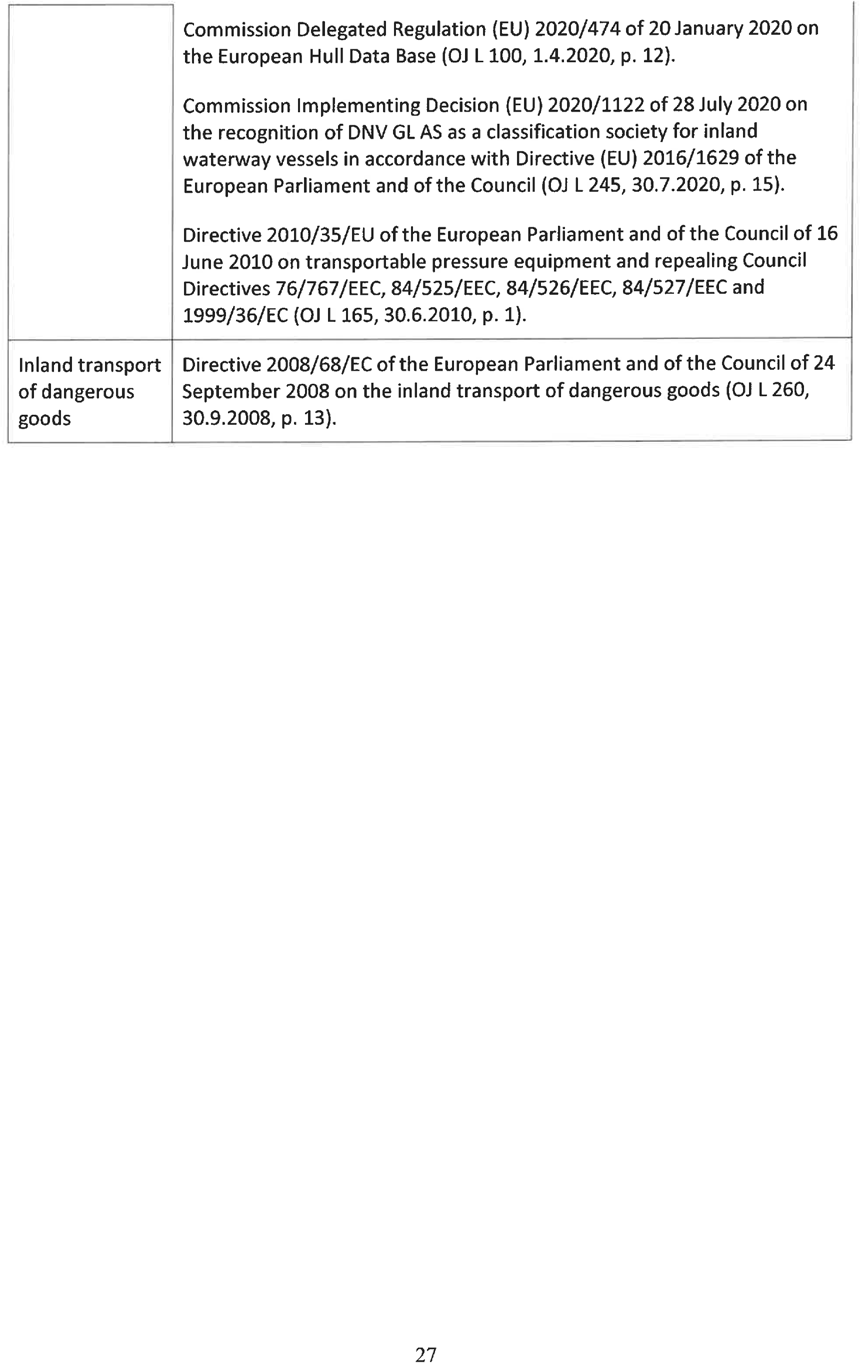 Commission Delegated Regulation (EU) 2020/474 of 20 January 2020 on
the European Hull Data Base (OJ L 100, 1.4.2020, p. 12).
Commission Implementing Decision (EU) 2020/1122 of 28 July 2020 on
the recognition of DNV GL AS as a classification society for inland
waterway vessels in accordance with Directive (EU) 2016/1629 of the
European Parliament and of the Council (OJ L 245, 30.7.2020, p. 15).
Directive 2010/35/EU of the European Parliament and of the Council of 16
June 2010 on transportable pressure equipment and repealing Council
Directives 76/767/EEC, 84/525/EEC, 84/526/EEC, 84/527/EEC and
1999/36/EC (OJ L 165, 30.6.2010, p. 1).
Inland transport
of dangerous
goods
Directive 2008/68/EC of the European Parliament and of the Council of 24
September 2008 on the inland transport of dangerous goods (OJ L 260,
30.9.2008, p. 13).
27